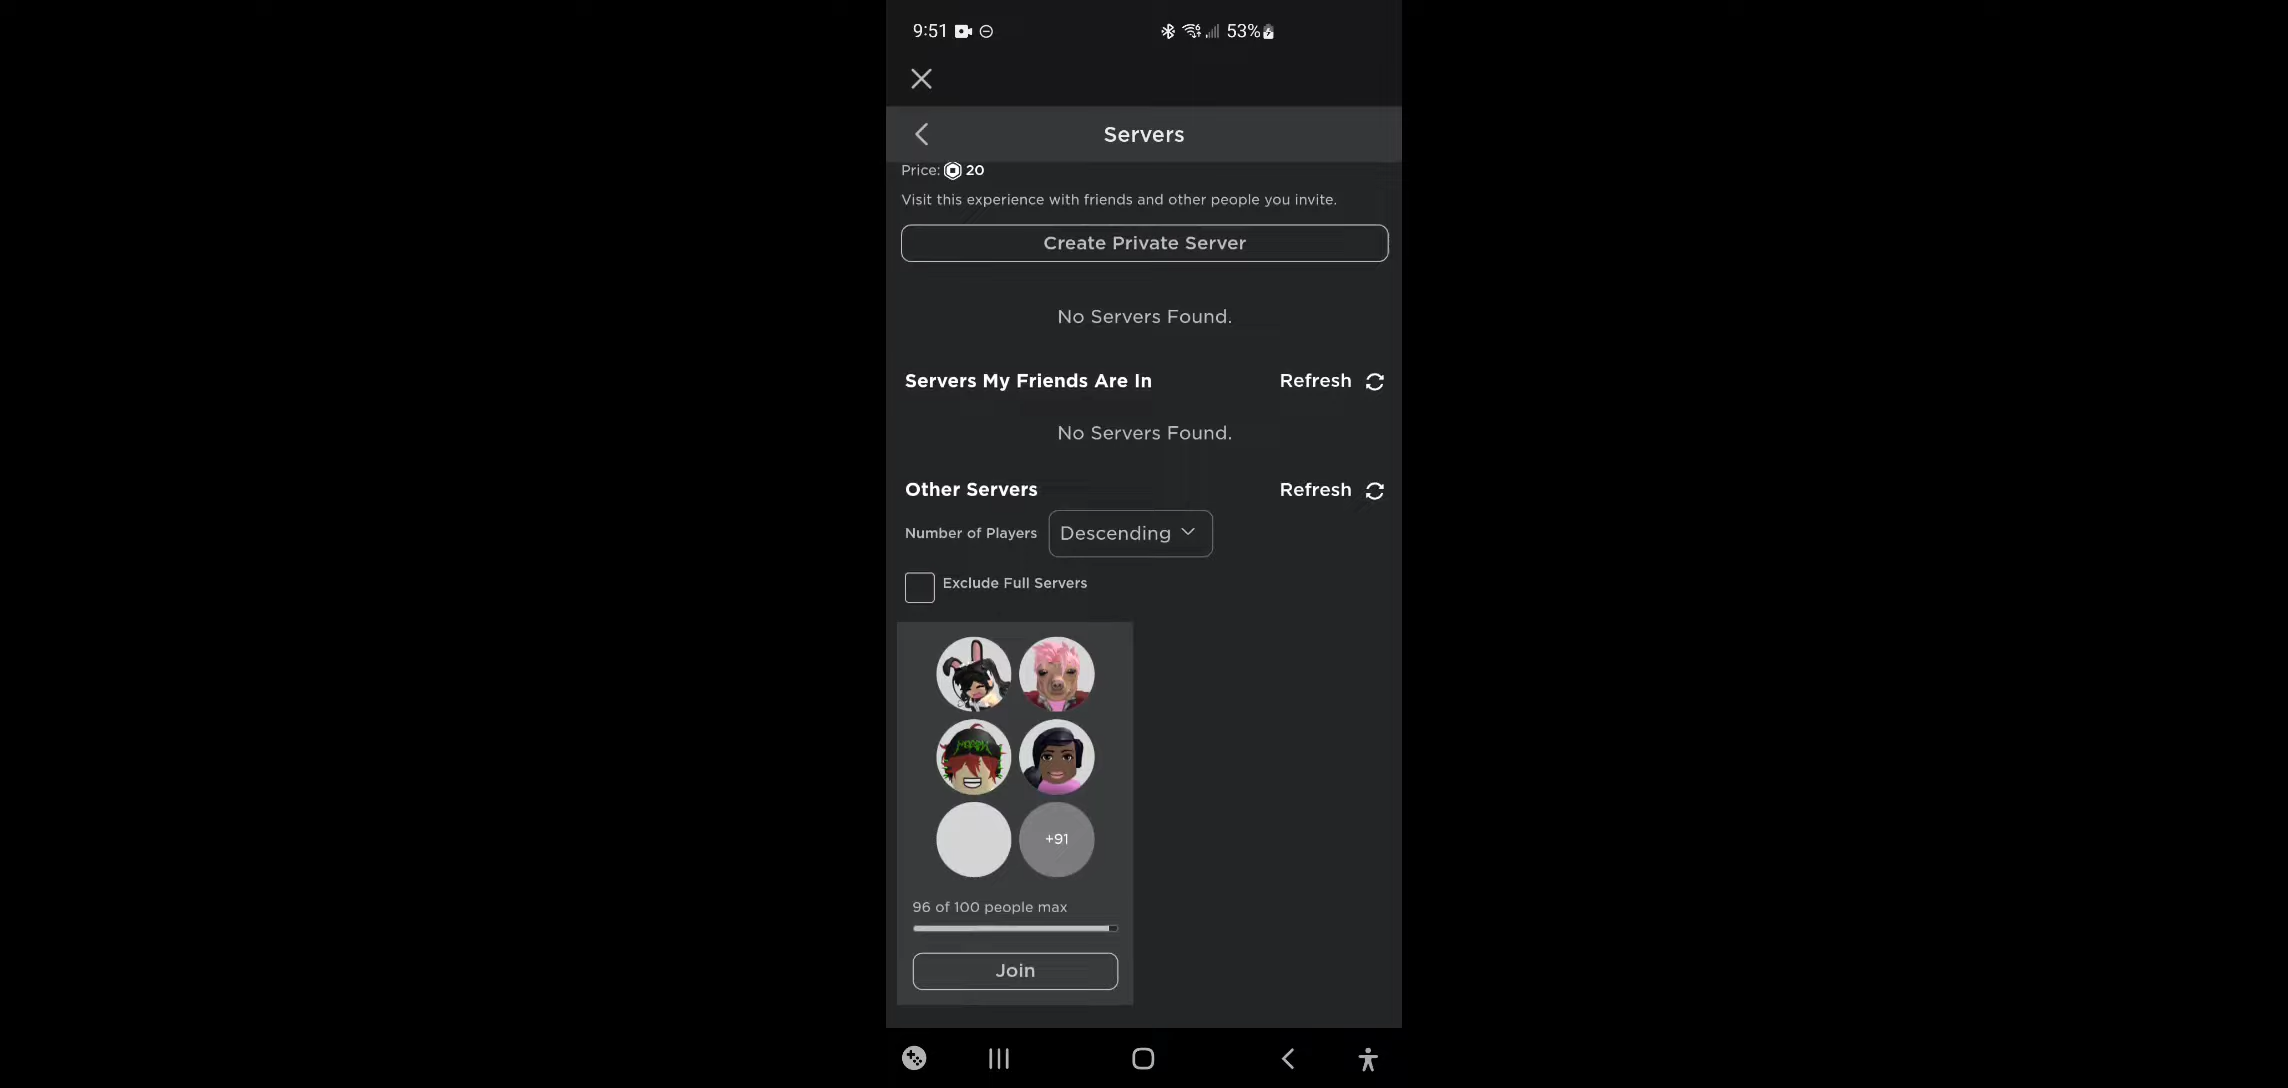 9:51
53%
Servers
Price: 20
Visit this experience with friends and other people you invite.
Create Private Server
No Servers Found.
Servers My Friends Are In
Refresh
No Servers Found.
Other Servers
Refresh
Number of Players
Descending
Exclude Full Servers
+91
96 of 100 people max
Join